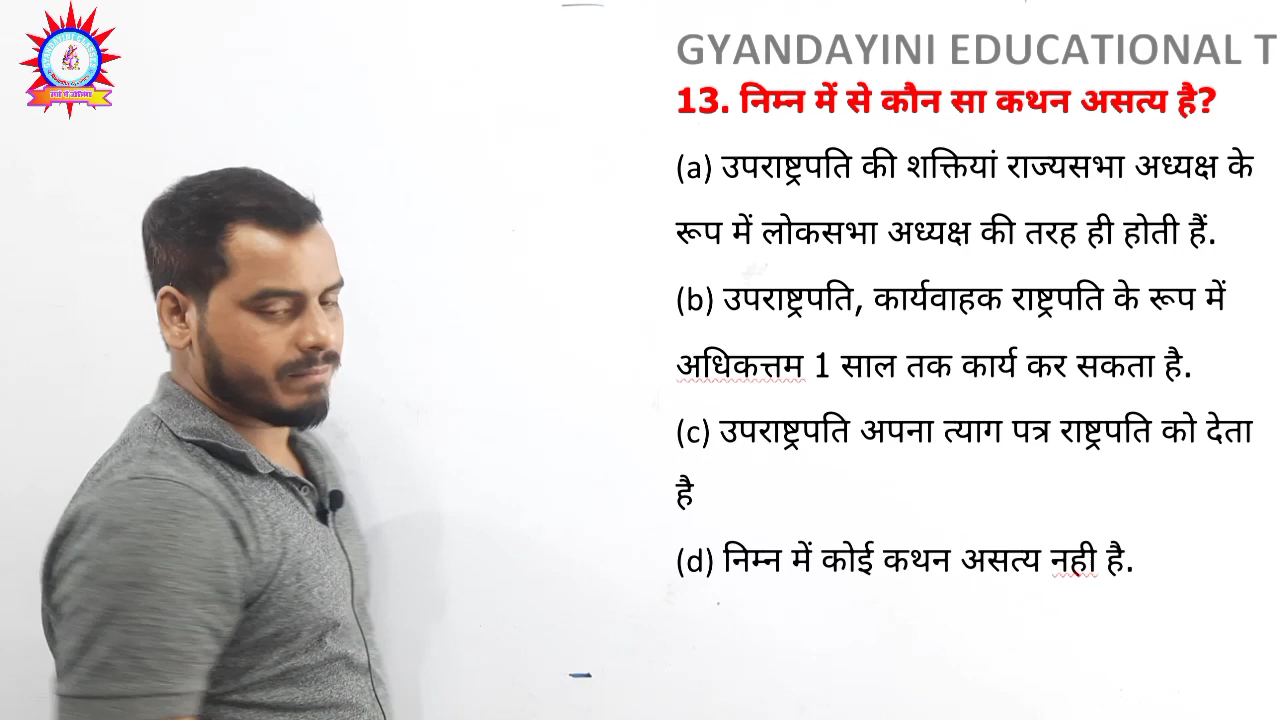 GYANDAYINI EDUCATIONAL T
13. निम्न में से कौन सा कथन असत्य है?
(a) उपराष्ट्रपति की शक्तियां राज्यसभा अध्यक्ष के
रूप में लोकसभा अध्यक्ष की तरह ही होती हैं.
(b) उपराष्ट्रपति, कार्यवाहक राष्ट्रपति के रूप में
अधिकत्तम 1 साल तक कार्य कर सकता है.
(c) उपराष्ट्रपति अपना त्याग पत्र राष्ट्रपति को देता
है
(d) निम्न में कोई कथन असत्य नही है.